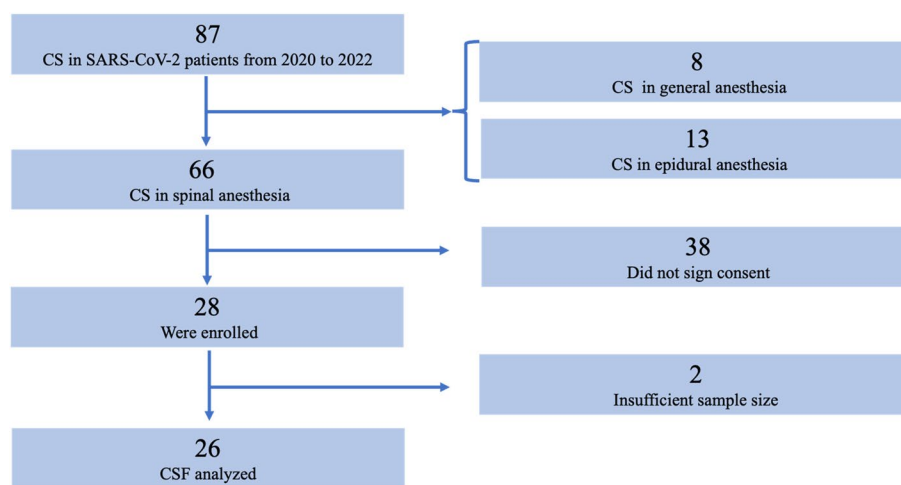 87
CS in SARS-CoV-2 patients from 2020 to 2022
8
CS in general anesthesia
13
CS in epidural anesthesia
66
CS in spinal anesthesia
38
Did not sign consent
28
Were enrolled
2
Insufficient sample size
26
CSF analyzed